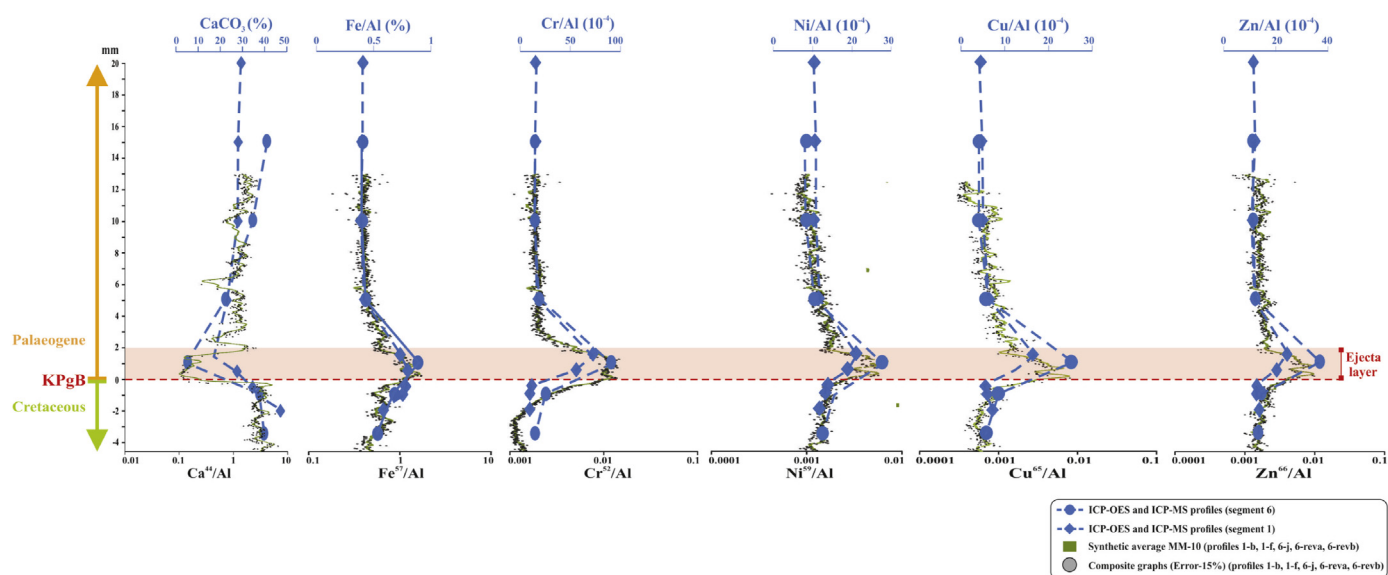 CaCO₃ (%) Fe/Al (%) Cr/Al (10⁻⁴) Ni/Al (10⁻⁴) Cu/Al (10⁻⁴) Zn/Al (10⁻⁴)
0 10 20 30 40 50 0 0.5 1 0 50 100 0 10 20 30 0 10 30 0 20 40
mm
20
18
16
14
12
10
8
6
4
Palaeogene
2
Ejecta
layer
KPgB 0
Cretaceous
-2
-4
0.01 0.1 1 10 0.1 1 10 0.001 0.01 0.1 0.0001 0.001 0.01 0.0001 0.001 0.01 0.1 0.0001 0.001 0.01 0.1
Ca⁴⁴/Al Fe⁵⁷/Al Cr⁵²/Al Ni⁵⁹/Al Cu⁶⁵/Al Zn⁶⁶/Al
ICP-OES and ICP-MS profiles (segment 6)
ICP-OES and ICP-MS profiles (segment 1)
Synthetic average MM-10 (profiles 1-b, 1-f, 6-j, 6-reva, 6-revb)
Composite graphs (Error-15%) (profiles 1-b, 1-f, 6-j, 6-reva, 6-revb)